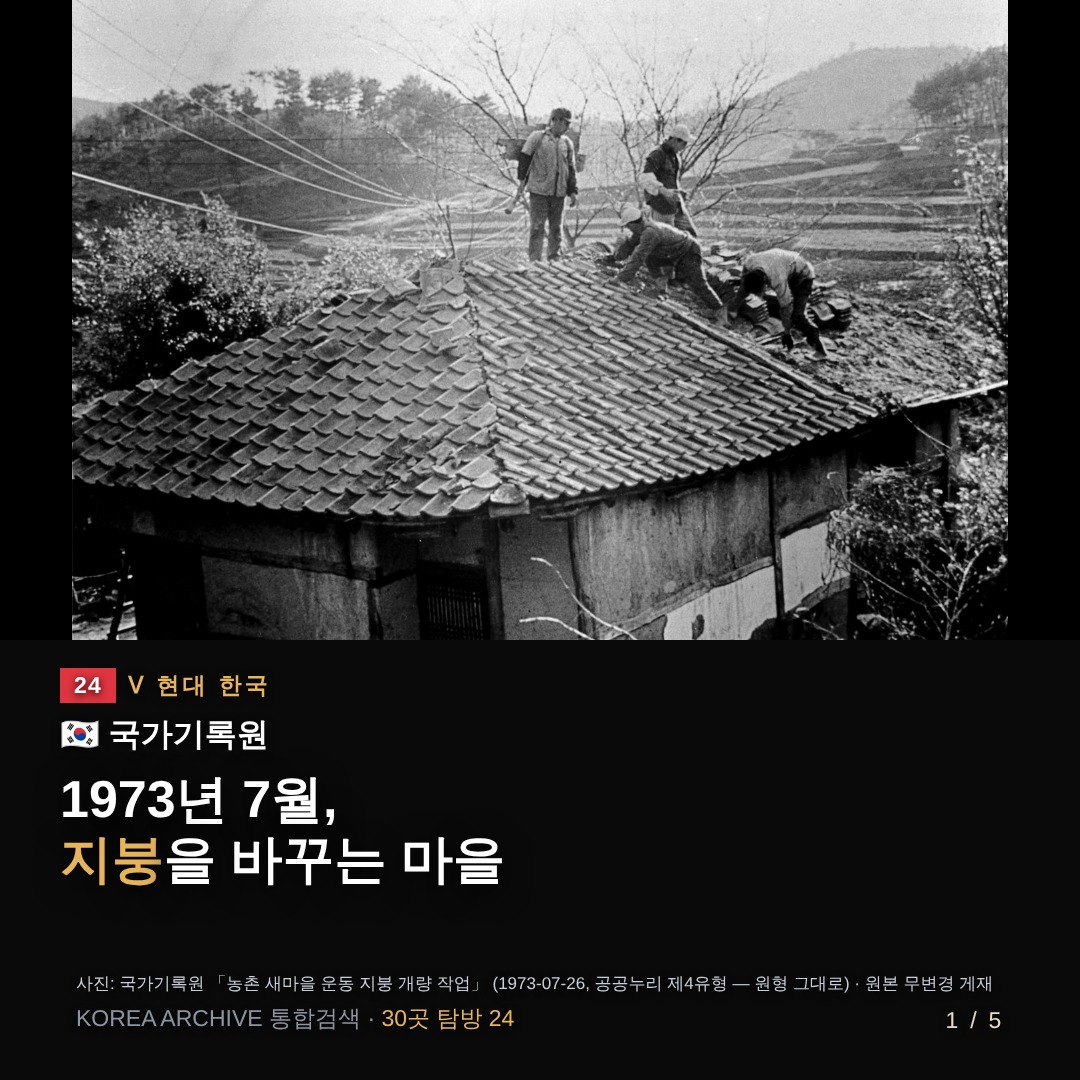 24 V 현대 한국
국가기록원
1973년 7월,
지붕을 바꾸는 마을
사진: 국가기록원 「농촌 새마을 운동 지붕 개량 작업」 (1973-07-26, 공공누리 제4유형 — 원형 그대로) · 원본 무변경 게재
KOREA ARCHIVE 통합검색 · 30곳 탐방 24
1 / 5